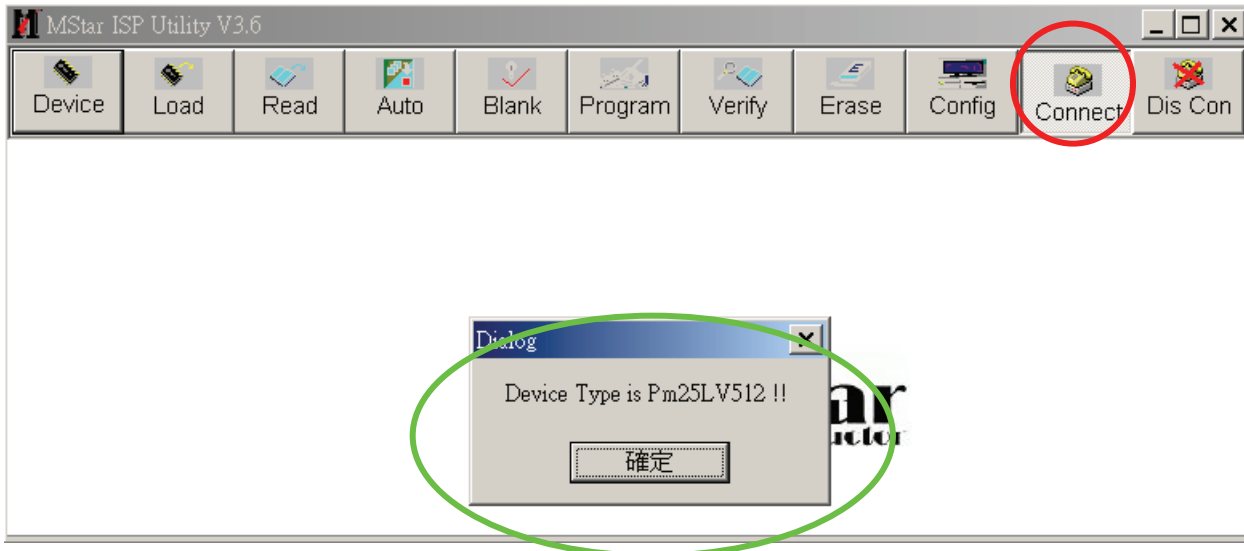 MStar ISP Utility V3.6
Device Load Read Auto Blank Program Verify Erase Config Connect Dis Con
Dialog
Device Type is Pm25LV512 !!
確定